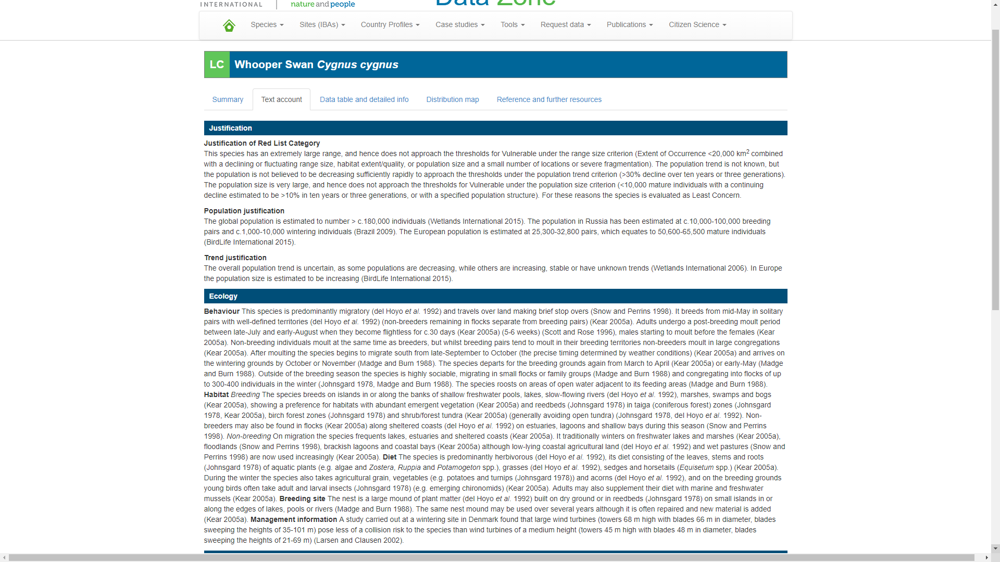 INTERNATIONAL
nature and people
Data Zone
Species
Sites (IBAs)
Country Profiles
Case studies
Tools
Request data
Publications
Citizen Science
LC
Whooper Swan Cygnus cygnus
Summary
Text account
Data table and detailed info
Distribution map
Reference and further resources
Justification
Justification of Red List Category
This species has an extremely large range, and hence does not approach the thresholds for Vulnerable under the range size criterion (Extent of Occurrence <20,000 km2 combined
with a declining or fluctuating range size, habitat extent/quality, or population size and a small number of locations or severe fragmentation). The population trend is not known, but
the population is not believed to be decreasing sufficiently rapidly to approach the thresholds under the population trend criterion (>30% decline over ten years or three generations).
The population size is very large, and hence does not approach the thresholds for Vulnerable under the population size criterion (<10,000 mature individuals with a continuing
decline estimated to be >10% in ten years or three generations, or with a specified population structure). For these reasons the species is evaluated as Least Concern.
Population justification
The global population is estimated to number > c.180,000 individuals (Wetlands International 2015). The population in Russia has been estimated at c.10,000-100,000 breeding
pairs and c.1,000-10,000 wintering individuals (Brazil 2009). The European population is estimated at 25,300-32,800 pairs, which equates to 50,600-65,500 mature individuals
(BirdLife International 2015).
Trend justification
The overall population trend is uncertain, as some populations are decreasing, while others are increasing, stable or have unknown trends (Wetlands International 2006). In Europe
the population size is estimated to be increasing (BirdLife International 2015).
Ecology
Behaviour This species is predominantly migratory (del Hoyo et al. 1992) and travels over land making brief stop overs (Snow and Perrins 1998). It breeds from mid-May in solitary
pairs with well-defined territories (del Hoyo et al. 1992) (non-breeders remaining in flocks separate from breeding pairs) (Kear 2005a). Adults undergo a post-breeding moult period
between late-July and early-August when they become flightless for c.30 days (Kear 2005a) (5-6 weeks) (Scott and Rose 1996), males starting to moult before the females (Kear
2005a). Non-breeding individuals moult at the same time as breeders, but whilst breeding pairs tend to moult in their breeding territories non-breeders moult in large congregations
(Kear 2005a). After moulting the species begins to migrate south from late-September to October (the precise timing determined by weather conditions) (Kear 2005a) and arrives on
the wintering grounds by October or November (Madge and Burn 1988). The species departs for the breeding grounds again from March to April (Kear 2005a) or early-May (Madge
and Burn 1988). Outside of the breeding season the species is highly sociable, migrating in small flocks or family groups (Madge and Burn 1988) and congregating into flocks of up
to 300-400 individuals in the winter (Johnsgard 1978, Madge and Burn 1988). The species roosts on areas of open water adjacent to its feeding areas (Madge and Burn 1988).
Habitat Breeding The species breeds on islands in or along the banks of shallow freshwater pools, lakes, slow-flowing rivers (del Hoyo et al. 1992), marshes, swamps and bogs
(Kear 2005a), showing a preference for habitats with abundant emergent vegetation (Kear 2005a) and reedbeds (Johnsgard 1978) in taiga (coniferous forest) zones (Johnsgard
1978, Kear 2005a), birch forest zones (Johnsgard 1978) and shrub/forest tundra (Kear 2005a) (generally avoiding open tundra) (Johnsgard 1978, del Hoyo et al. 1992). Non-
breeders may also be found in flocks (Kear 2005a) along sheltered coasts (del Hoyo et al. 1992) on estuaries, lagoons and shallow bays during this season (Snow and Perrins
1998). Non-breeding On migration the species frequents lakes, estuaries and sheltered coasts (Kear 2005a). It traditionally winters on freshwater lakes and marshes (Kear 2005a),
floodlands (Snow and Perrins 1998), brackish lagoons and coastal bays (Kear 2005a) although low-lying coastal agricultural land (del Hoyo et al. 1992) and wet pastures (Snow and
Perrins 1998) are now used increasingly (Kear 2005a). Diet The species is predominantly herbivorous (del Hoyo et al. 1992), its diet consisting of the leaves, stems and roots
(Johnsgard 1978) of aquatic plants (e.g. algae and Zostera, Ruppia and Potamogeton spp.), grasses (del Hoyo et al. 1992), sedges and horsetails (Equisetum spp.) (Kear 2005a).
During the winter the species also takes agricultural grain, vegetables (e.g. potatoes and turnips (Johnsgard 1978)) and acorns (del Hoyo et al. 1992), and on the breeding grounds
young birds often take adult and larval insects (Johnsgard 1978) (e.g. emerging chironomids) (Kear 2005a). Adults may also supplement their diet with marine and freshwater
mussels (Kear 2005a). Breeding site The nest is a large mound of plant matter (del Hoyo et al. 1992) built on dry ground or in reedbeds (Johnsgard 1978) on small islands in or
along the edges of lakes, pools or rivers (Madge and Burn 1988). The same nest mound may be used over several years although it is often repaired and new material is added
(Kear 2005a). Management information A study carried out at a wintering site in Denmark found that large wind turbines (towers 68 m high with blades 66 m in diameter, blades
sweeping the heights of 35-101 m) pose less of a collision risk to the species than wind turbines of a medium height (towers 45 m high with blades 48 m in diameter, blades
sweeping the heights of 21-69 m) (Larsen and Clausen 2002).